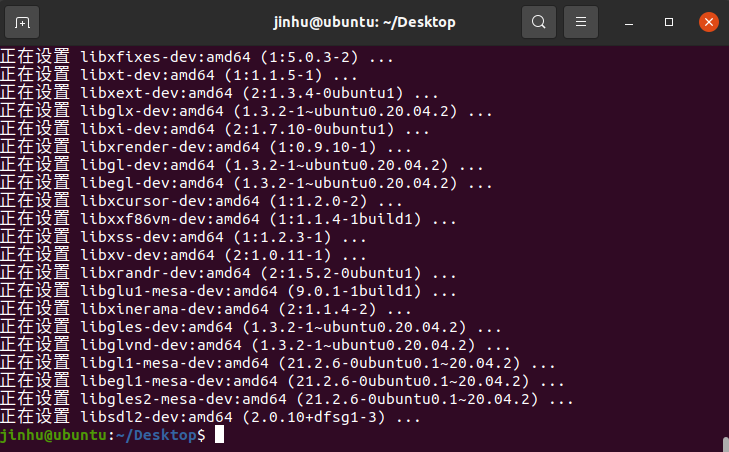 jinhu@ubuntu: ~/Desktop
正在设置 libxfixes-dev:amd64 (1:5.0.3-2) ...
正在设置 libxt-dev:amd64 (1:1.1.5-1) ...
正在设置 libxext-dev:amd64 (2:1.3.4-0ubuntu1) ...
正在设置 libglx-dev:amd64 (1.3.2-1~ubuntu0.20.04.2) ...
正在设置 libxi-dev:amd64 (2:1.7.10-0ubuntu1) ...
正在设置 libxrender-dev:amd64 (1:0.9.10-1) ...
正在设置 libgl-dev:amd64 (1.3.2-1~ubuntu0.20.04.2) ...
正在设置 libegl-dev:amd64 (1.3.2-1~ubuntu0.20.04.2) ...
正在设置 libxcursor-dev:amd64 (1:1.2.0-2) ...
正在设置 libxxf86vm-dev:amd64 (1:1.1.4-1build1) ...
正在设置 libxss-dev:amd64 (1:1.2.3-1) ...
正在设置 libxv-dev:amd64 (2:1.0.11-1) ...
正在设置 libxrandr-dev:amd64 (2:1.5.2-0ubuntu1) ...
正在设置 libglu1-mesa-dev:amd64 (9.0.1-1build1) ...
正在设置 libxinerama-dev:amd64 (2:1.1.4-2) ...
正在设置 libgles-dev:amd64 (1.3.2-1~ubuntu0.20.04.2) ...
正在设置 libglvnd-dev:amd64 (1.3.2-1~ubuntu0.20.04.2) ...
正在设置 libgl1-mesa-dev:amd64 (21.2.6-0ubuntu0.1~20.04.2) ...
正在设置 libegl1-mesa-dev:amd64 (21.2.6-0ubuntu0.1~20.04.2) ...
正在设置 libgles2-mesa-dev:amd64 (21.2.6-0ubuntu0.1~20.04.2) ...
正在设置 libsdl2-dev:amd64 (2.0.10+dfsg1-3) ...
jinhu@ubuntu:~/Desktop$